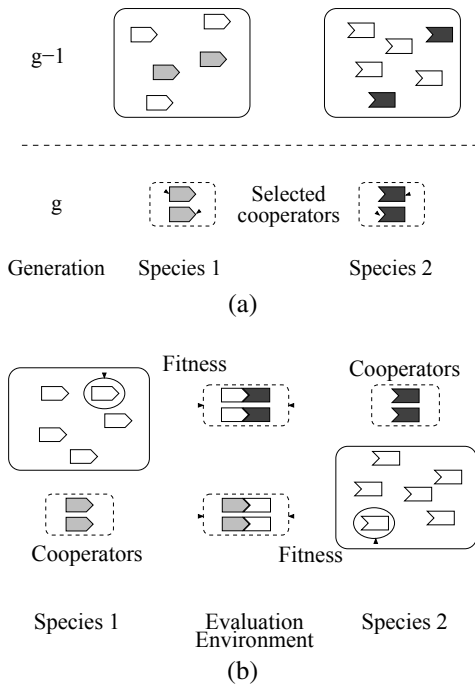 g−1
g
Selected
cooperators
Generation
Species 1
Species 2
(a)
Fitness
Cooperators
Cooperators
Fitness
Species 1
Evaluation
Environment
Species 2
(b)